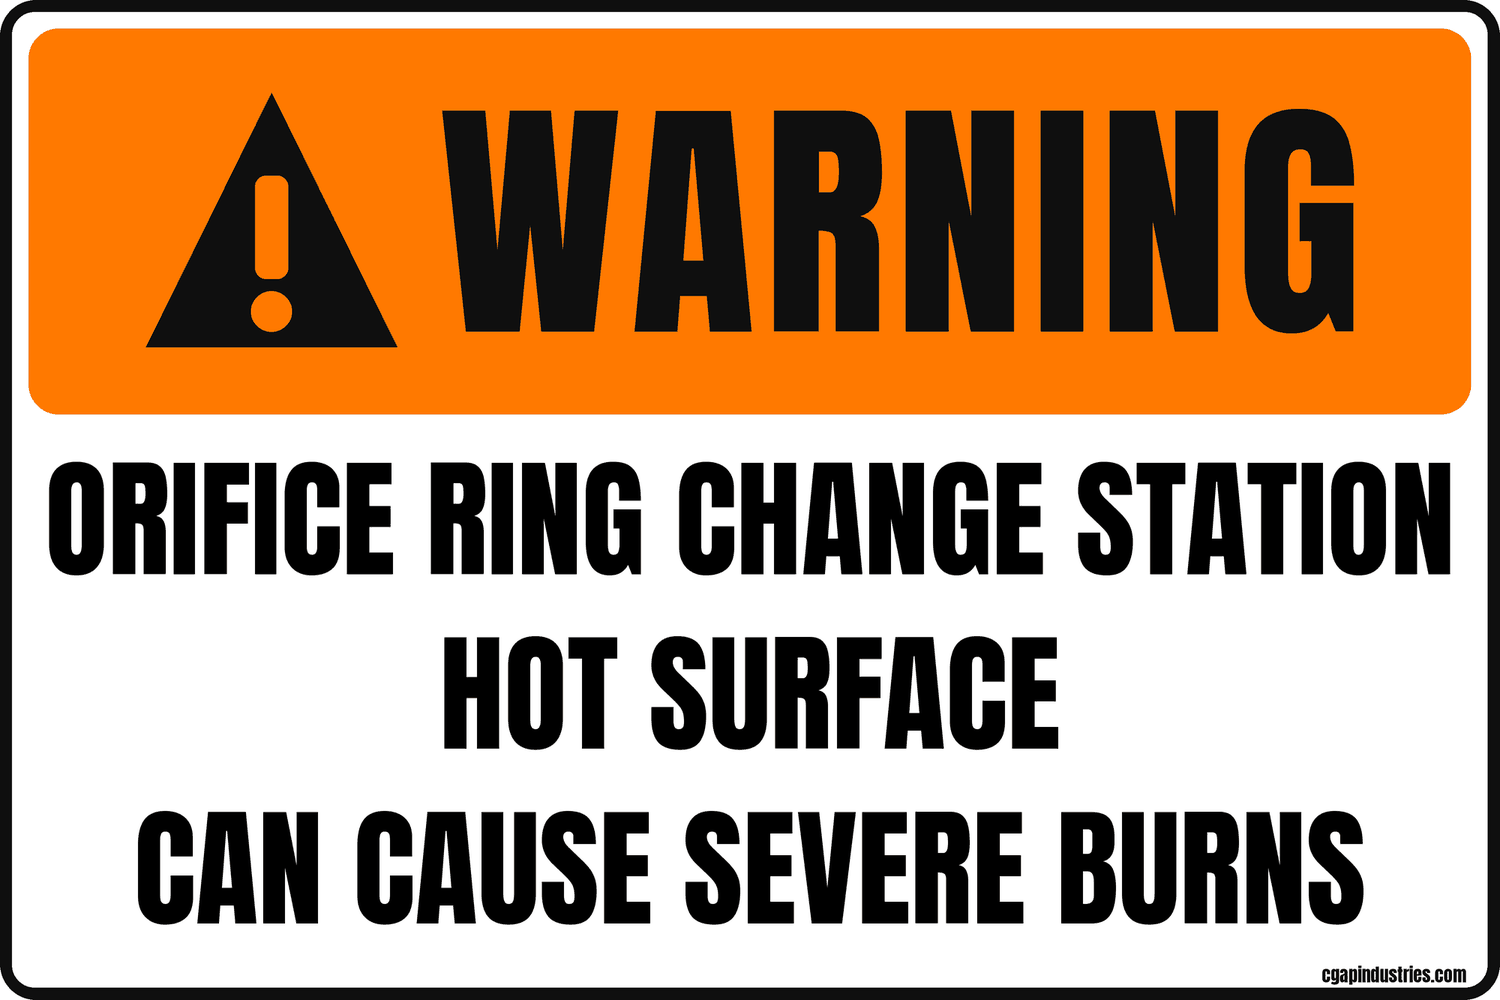 WARNING
ORIFICE RING CHANGE STATION
HOT SURFACE
CAN CAUSE SEVERE BURNS
cgapindustries.com